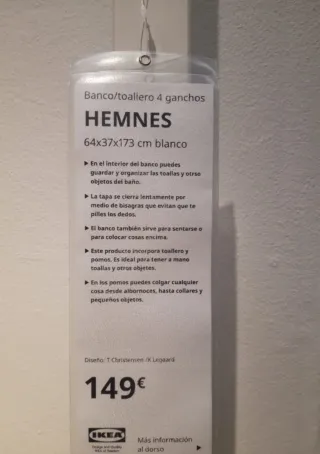 Banco/toallero 4 ganchos
HEMNES
64x37x173 cm blanco
▶ En el interior del banco puedes
guardar y organizar las toallas y otros
objetos del baño.
▶ La tapa se cierra lentamente por
medio de bisagras que evitan que te
pilles los dedos.
▶ El banco también sirve para sentarse o
para colocar cosas encima.
▶ Este producto incorpora toallero y
pomos. Es ideal para tener a mano
toallas y otros objetos.
▶ En los pomos puedes colgar cualquier
cosa desde albornoces, hasta collares y
pequeños objetos.
Diseño: T Christensen /K Legaard
149€
IKEA
Más información
al dorso ▶